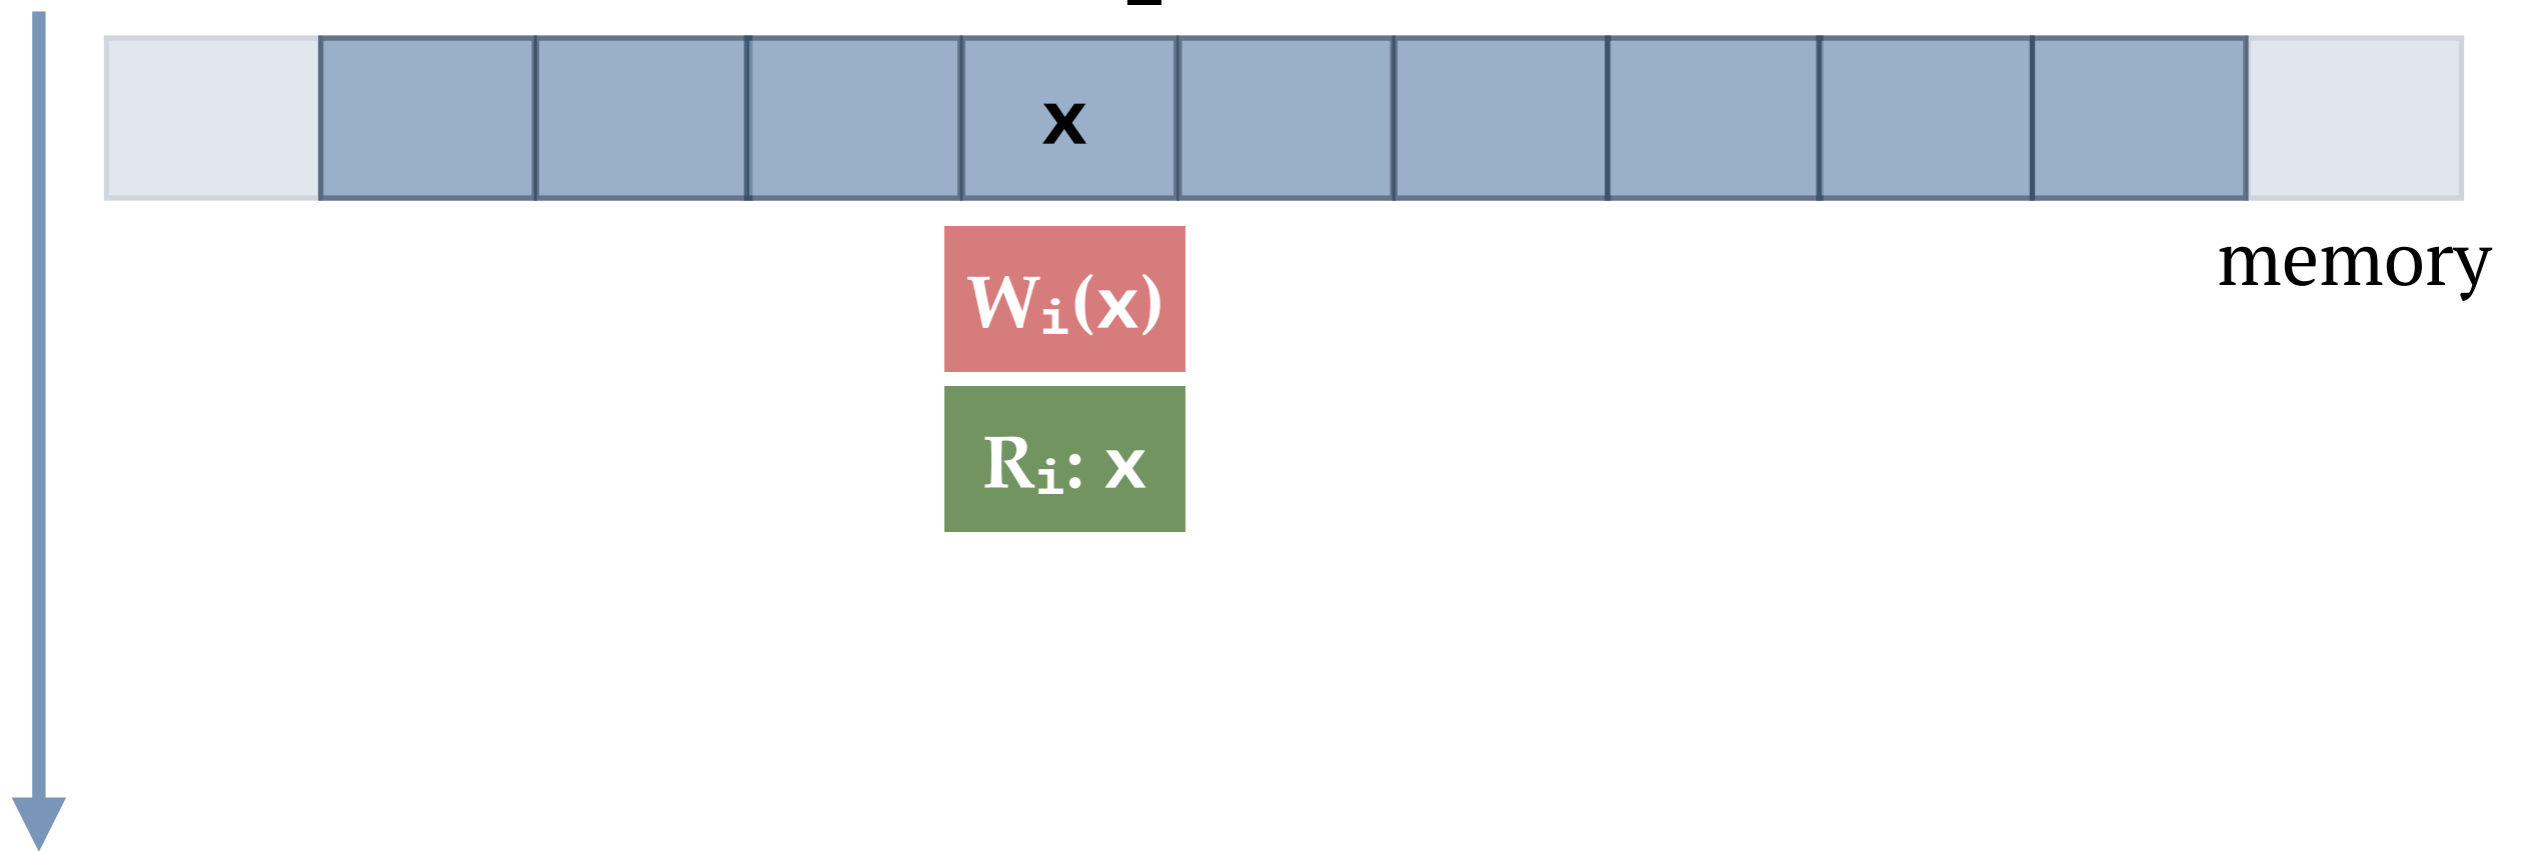 x
memory
Wᵢ(x)
Rᵢ: x